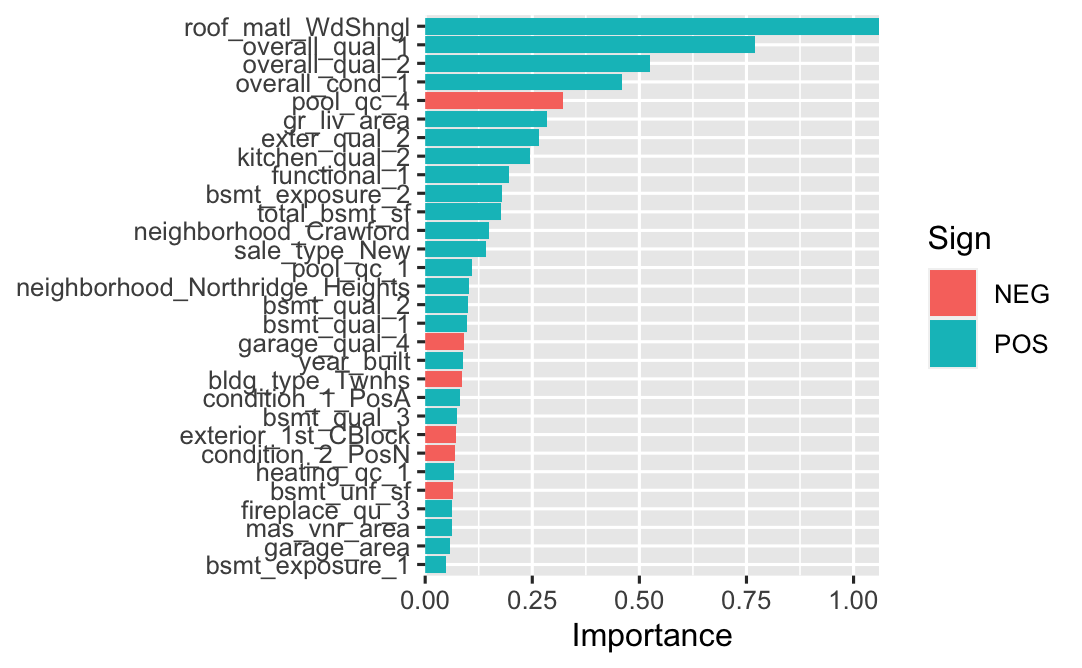 roof_matl_WdShngl
overall_qual_1
overall_qual_2
overall_cond_1
pool_qc_4
gr_liv_area
exter_qual_2
kitchen_qual_2
functional_1
bsmt_exposure_2
total_bsmt_sf
neighborhood_Crawford
sale_type_New
pool_qc_1
neighborhood_Northridge_Heights
bsmt_qual_2
bsmt_qual_1
garage_qual_4
year_built
bldg_type_Twnhs
condition_1_PosA
bsmt_qual_3
exterior_1st_CBlock
condition_2_PosN
heating_qc_1
bsmt_unf_sf
fireplace_qu_3
mas_vnr_area
garage_area
bsmt_exposure_1
0.00 0.25 0.50 0.75 1.00
Importance
Sign
NEG
POS